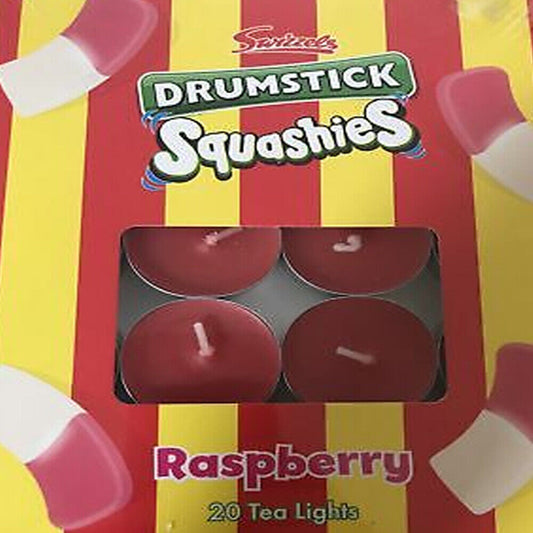 Swizzels
DRUMSTICK
Squashies
Raspberry
20 Tea Lights